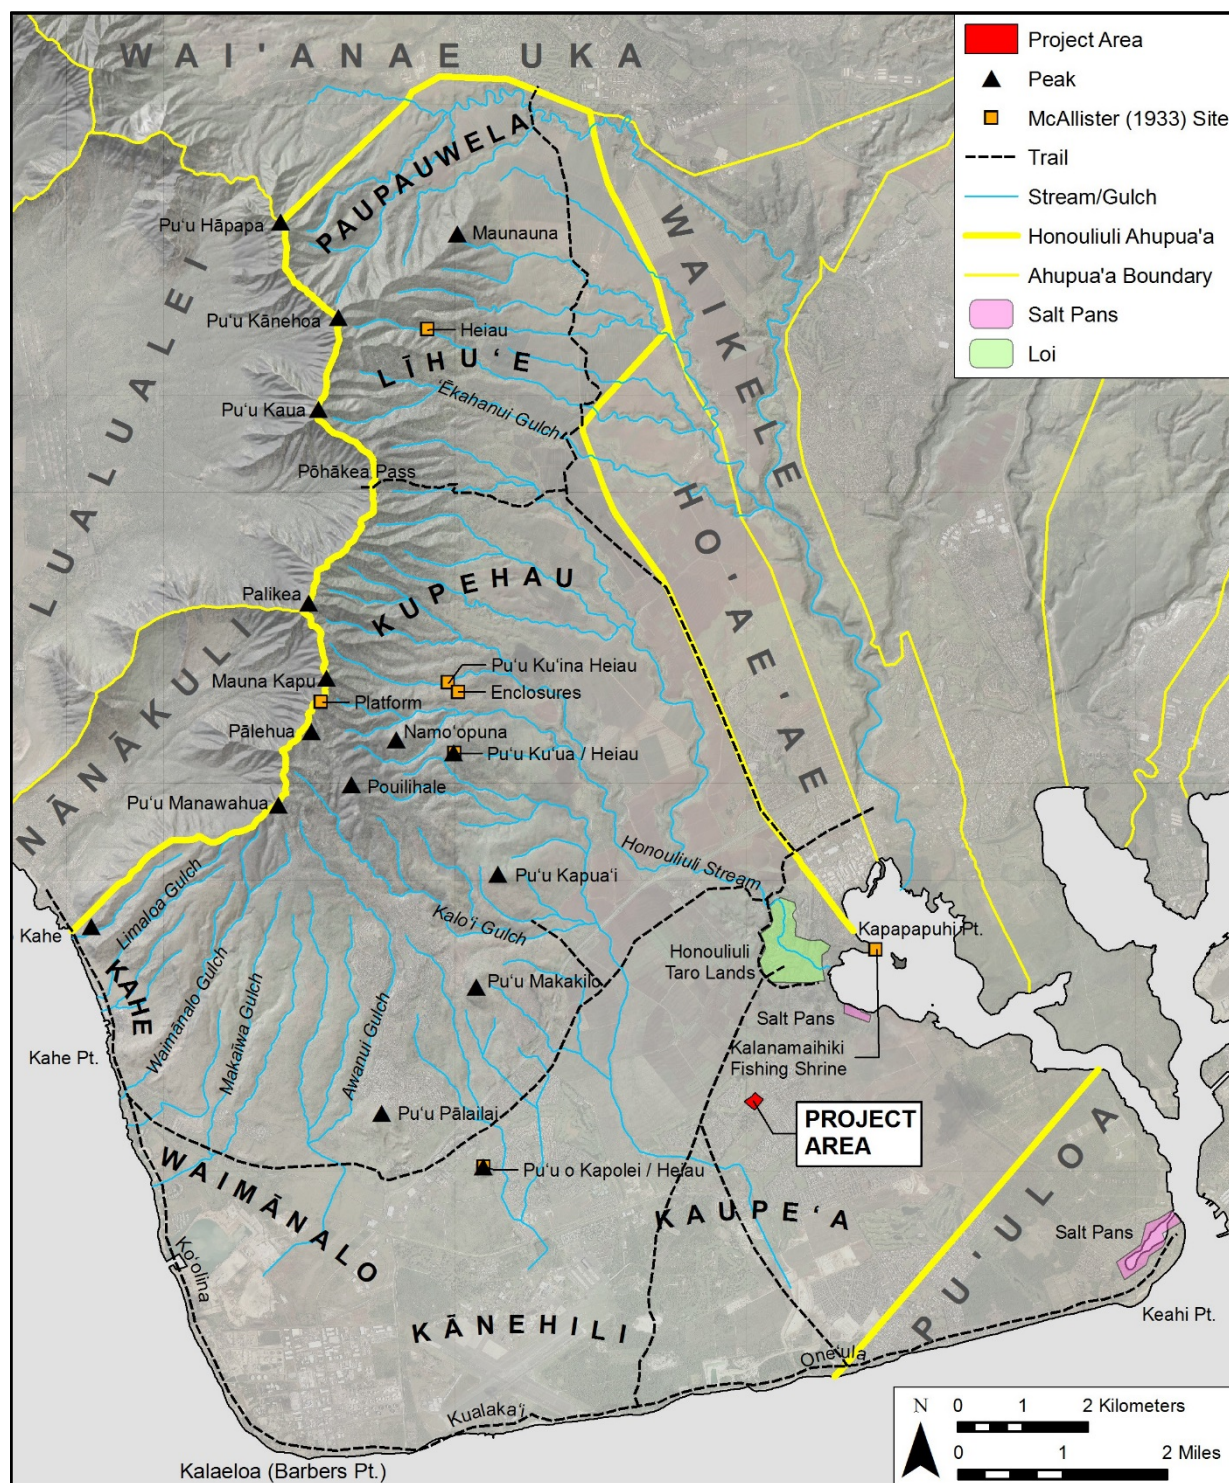 WAI'ANAE UKA
Project Area
Peak
McAllister (1933) Site
Trail
Stream/Gulch
Honouliuli Ahupua'a
Ahupua'a Boundary
Salt Pans
Loi
PAUPAUWELA
WAIKELE
Pu‘u Hāpapa
Maunauna
LUALUALEI
Pu‘u Kānehoa
Heiau
LĪHU‘E
‘Ēkahanui Gulch
Pu‘u Kaua
Pōhākea Pass
HO'AE'AE
KUPEHAU
Palikea
NĀNĀKULI
Pu‘u Ku‘ina Heiau
Mauna Kapu
Enclosures
Platform
Pālehua
Namo‘opuna
Pu‘u Ku‘ua / Heiau
Pouilihale
Pu‘u Manawahua
Honouliuli Stream
Pu‘u Kapua‘i
Limaloa Gulch
Kalo‘i Gulch
Kahe
Kapapapuhi Pt.
Honouliuli
Taro Lands
KAHE
Pu‘u Makakilo
Waimānalo Gulch
Makaīwa Gulch
Awanui Gulch
Salt Pans
Kalanamaihiki
Fishing Shrine
Kahe Pt.
Pu‘u Pālailai
PROJECT
AREA
Pu‘u o Kapolei / Heiau
WAIMĀNALO
KAUPE‘A
PU'ULOA
Salt Pans
Ko‘olina
Keahi Pt.
KĀNEHILI
One‘ula
Kualaka‘i
Kalaeloa (Barbers Pt.)
N
0 1 2 Kilometers
0 1 2 Miles